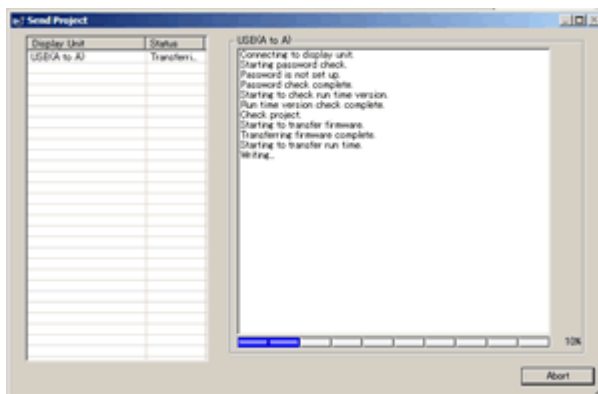 Send Project
Display Unit Status
USB(A to A) Transferri..
USB(A to A)
Connecting to display unit.
Starting password check.
Password is not set up.
Password check complete.
Starting to check run time version.
Run time version check complete.
Check project.
Starting to transfer firmware.
Transferring firmware complete.
Starting to transfer run time.
Writing..
10%
Abort